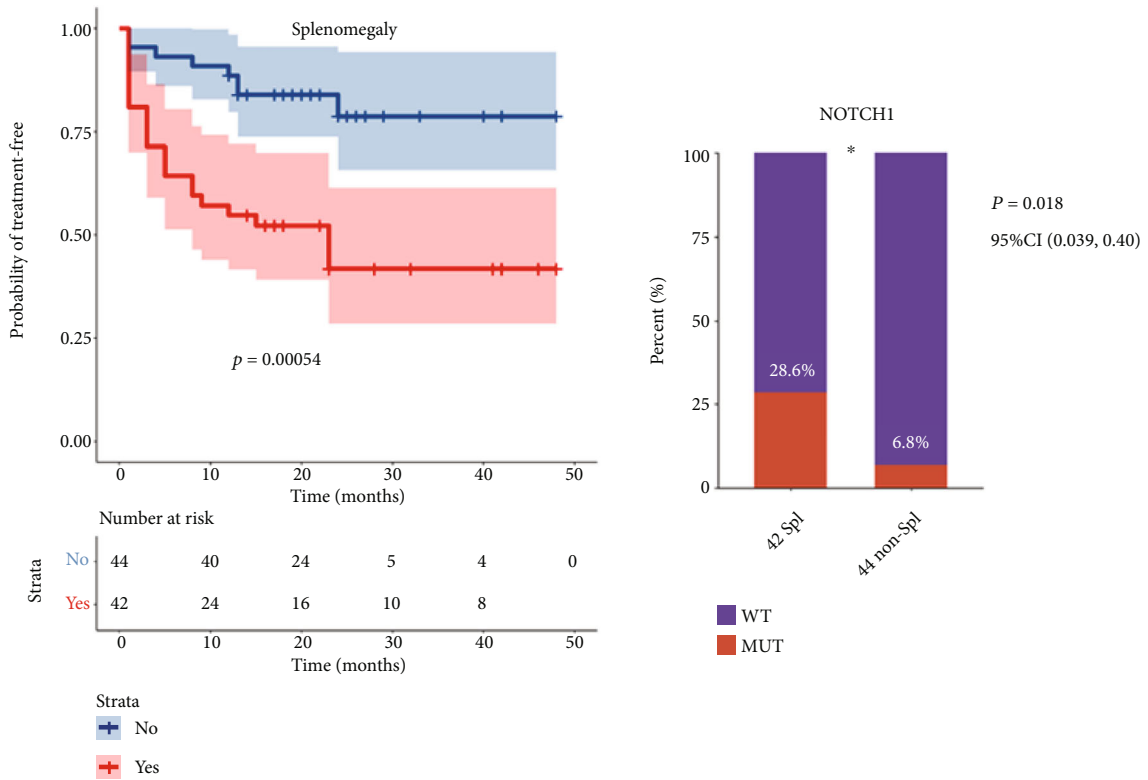 Splenomegaly
1.00
0.75
0.50
0.25
0.00
Probability of treatment-free
p = 0.00054
0 10 20 30 40 50
Time (months)
Number at risk
Strata
No 44 40 24 5 4 0
Yes 42 24 16 10 8
0 10 20 30 40 50
Time (months)
Strata
No
Yes
NOTCH1
*
100
75
50
25
0
Percent (%)
28.6%
6.8%
P = 0.018
95%CI (0.039, 0.40)
42 Spl
44 non-Spl
WT
MUT